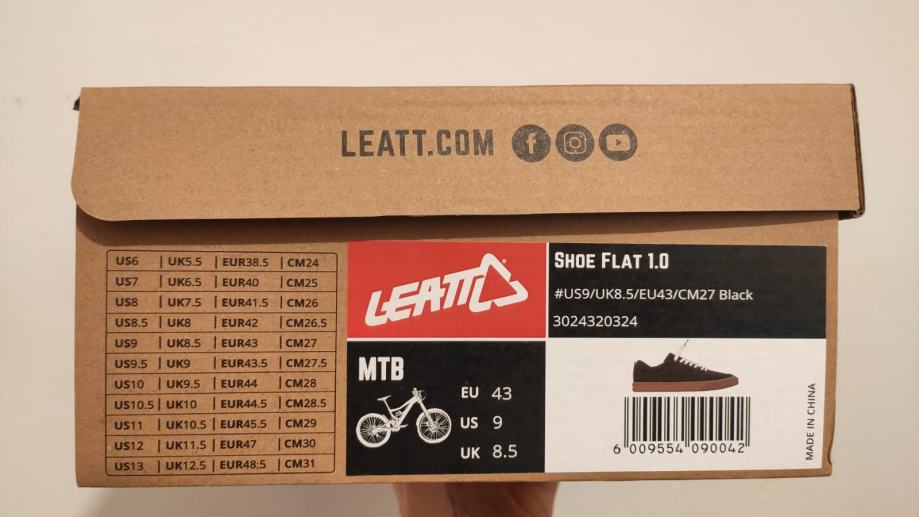 LEATT.COM
US6 | UK5.5 | EUR38.5 | CM24
US7 | UK6.5 | EUR40 | CM25
US8 | UK7.5 | EUR41.5 | CM26
US8.5 | UK8 | EUR42 | CM26.5
US9 | UK8.5 | EUR43 | CM27
US9.5 | UK9 | EUR43.5 | CM27.5
US10 | UK9.5 | EUR44 | CM28
US10.5 | UK10 | EUR44.5 | CM28.5
US11 | UK10.5 | EUR45.5 | CM29
US12 | UK11.5 | EUR47 | CM30
US13 | UK12.5 | EUR48.5 | CM31
LEATT
MTB
EU 43
US 9
UK 8.5
SHOE FLAT 1.0
#US9/UK8.5/EU43/CM27 Black
3024320324
6 009554 090042
MADE IN CHINA